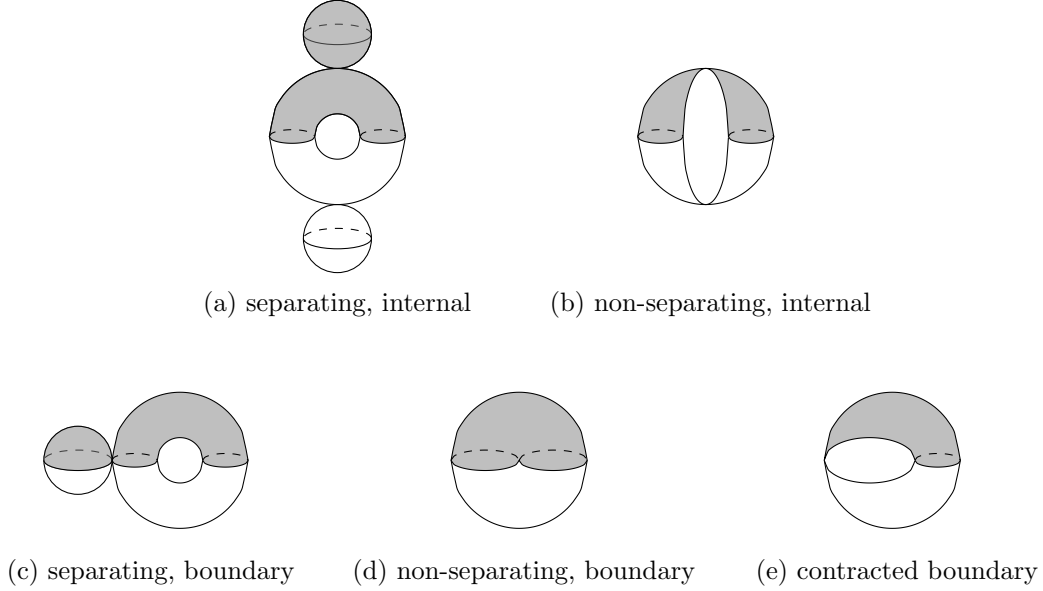 (a) separating, internal
(b) non-separating, internal
(c) separating, boundary
(d) non-separating, boundary
(e) contracted boundary